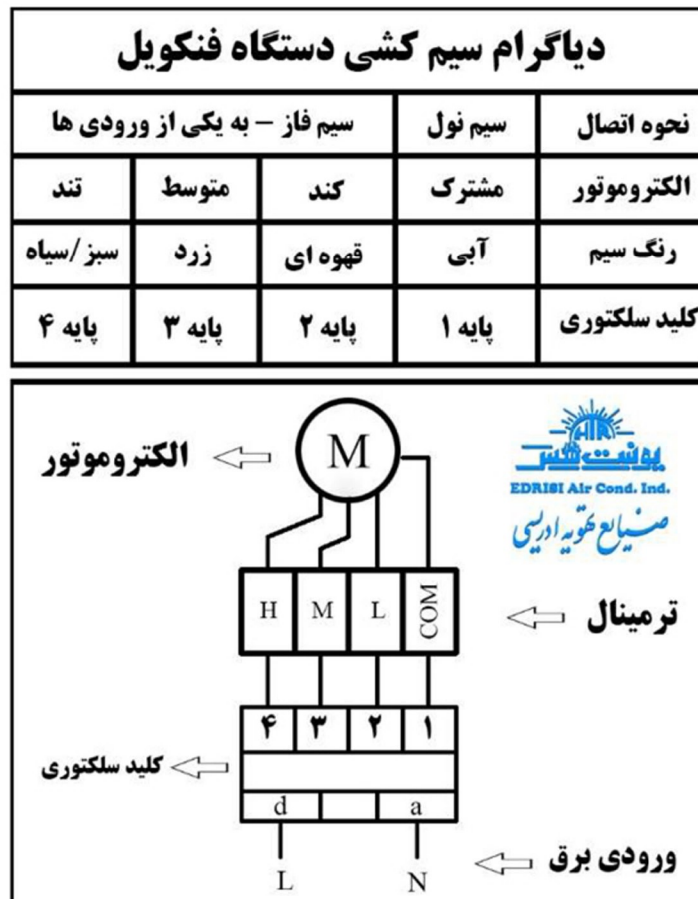 دیاگرام سیم کشی دستگاه فنکویل
نحوه اتصال سیم نول سیم فاز – به یکی از ورودی ها
الکتروموتور مشترک کند متوسط تند
رنگ سیم آبی قهوه ای زرد سبز/سیاه
کلید سلکتوری پایه ۱ پایه ۲ پایه ۳ پایه ۴
الکتروموتور
M
HTR
یونیت شس
EDRISI Air Cond. Ind.
صنایع تهویه ادریسی
H M L COM
ترمینال
۴ ۳ ۲ ۱
کلید سلکتوری
d a
ورودی برق
L N